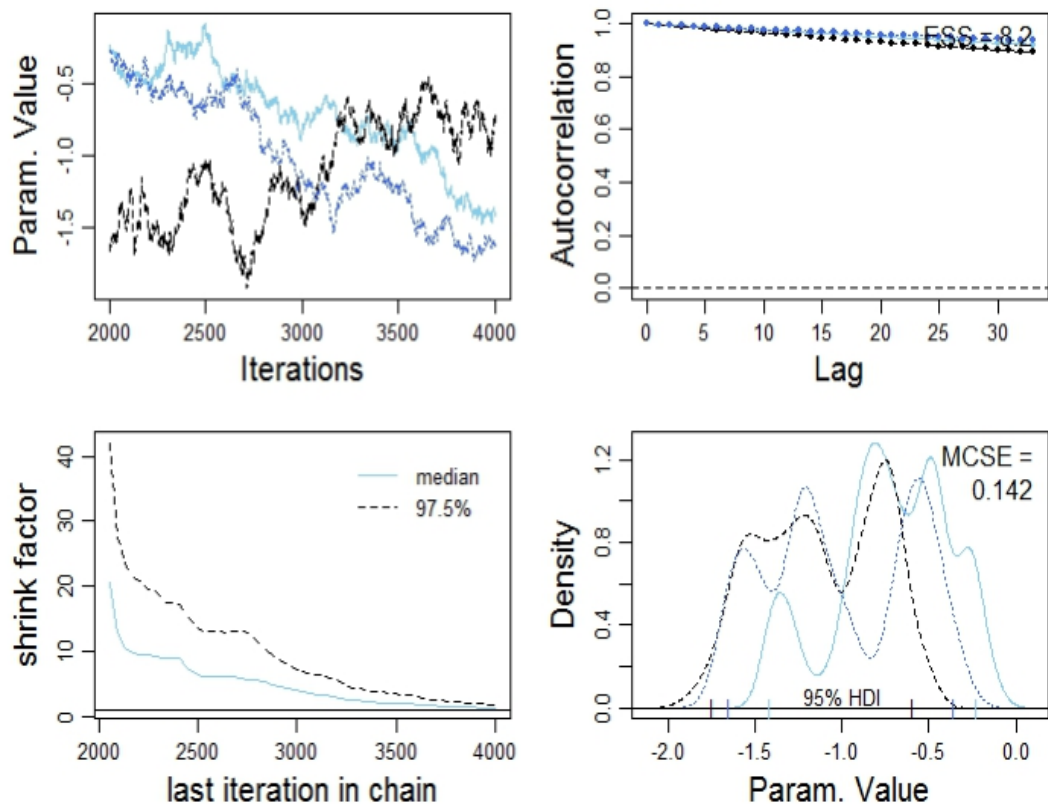 Param. Value
-0.5
-1.0
-1.5
2000 2500 3000 3500 4000
Iterations
Autocorrelation
1.0
0.8
0.6
0.4
0.2
0.0
ESS = 8.2
0 5 10 15 20 25 30
Lag
shrink factor
40
30
20
10
0
median
97.5%
2000 2500 3000 3500 4000
last iteration in chain
Density
1.2
0.8
0.4
0.0
MCSE =
0.142
95% HDI
-2.0 -1.5 -1.0 -0.5 0.0
Param. Value